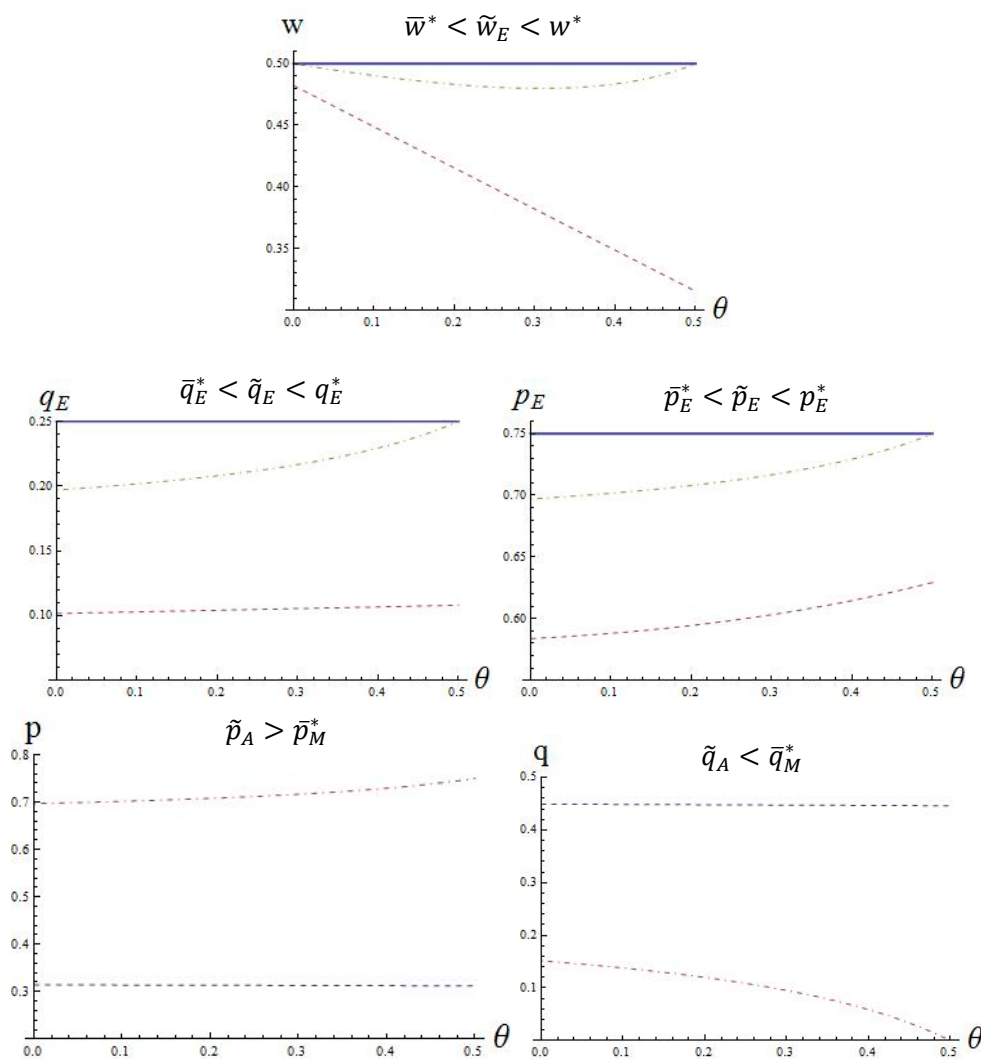 w
w̄* < w̃_E < w*
0.50
0.45
0.40
0.35
0.0 0.1 0.2 0.3 0.4 0.5 θ
q_E
q̄*_E < q̃_E < q*_E
0.25
0.20
0.15
0.10
0.0 0.1 0.2 0.3 0.4 0.5 θ
p_E
p̄*_E < p̃_E < p*_E
0.75
0.70
0.65
0.60
0.0 0.1 0.2 0.3 0.4 0.5 θ
p
p̃_A > p̄*_M
0.8
0.7
0.6
0.5
0.4
0.3
0.0 0.1 0.2 0.3 0.4 0.5 θ
q
q̃_A < q̄*_M
0.5
0.4
0.3
0.2
0.1
0.0 0.1 0.2 0.3 0.4 0.5 θ